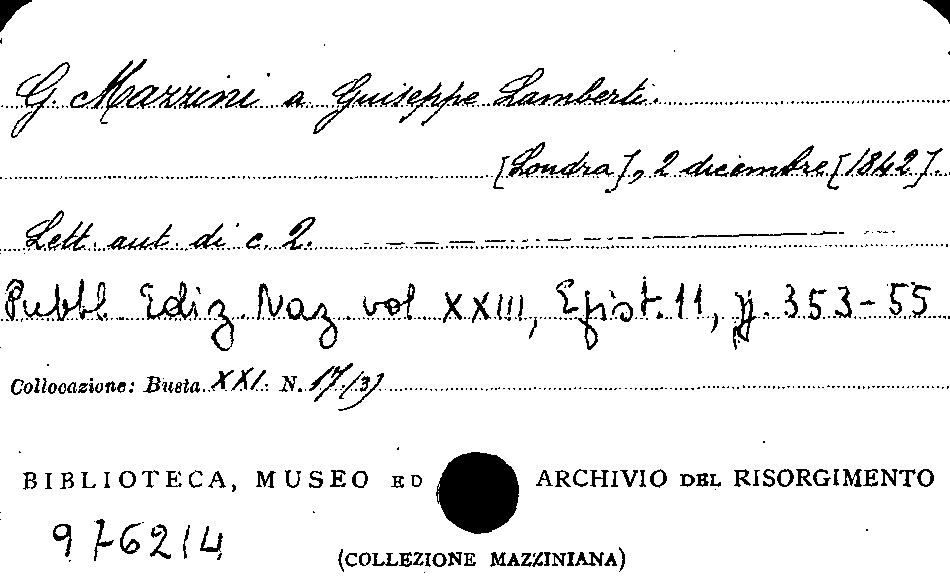 G. Mazzini a Guiseppe Lamberti.
[Londra], 2 dicembre [1842].
Lett. aut. di c. 2.
Pubbl. Ediz. Naz. vol XXIII, Epist. 11, pp. 353-55
Collocazione: Busta XXI. N. 17/3)
BIBLIOTECA, MUSEO ED ARCHIVIO DEL RISORGIMENTO
(COLLEZIONE MAZZINIANA)